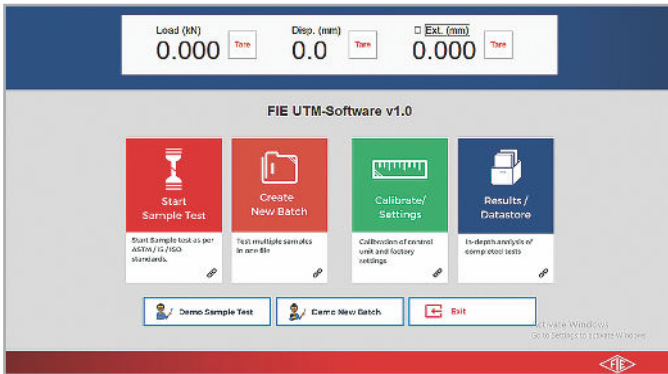 Load (kN)
0.000
Tare
Disp. (mm)
0.0
Tare
Ext. (mm)
0.000
Tare
FIE UTM-Software v1.0
Start
Sample Test
Start Sample test as per
ASTM / IS / ISO
standards.
Create
New Batch
Test multiple samples
in one file
Calibrate/
Settings
Calibration of control
unit and factory
settings
Results /
Datastore
In-depth analysis of
completed tests
Demo Sample Test
Demo New Batch
Exit
Activate Windows
Go to Settings to activate Windows
FIE